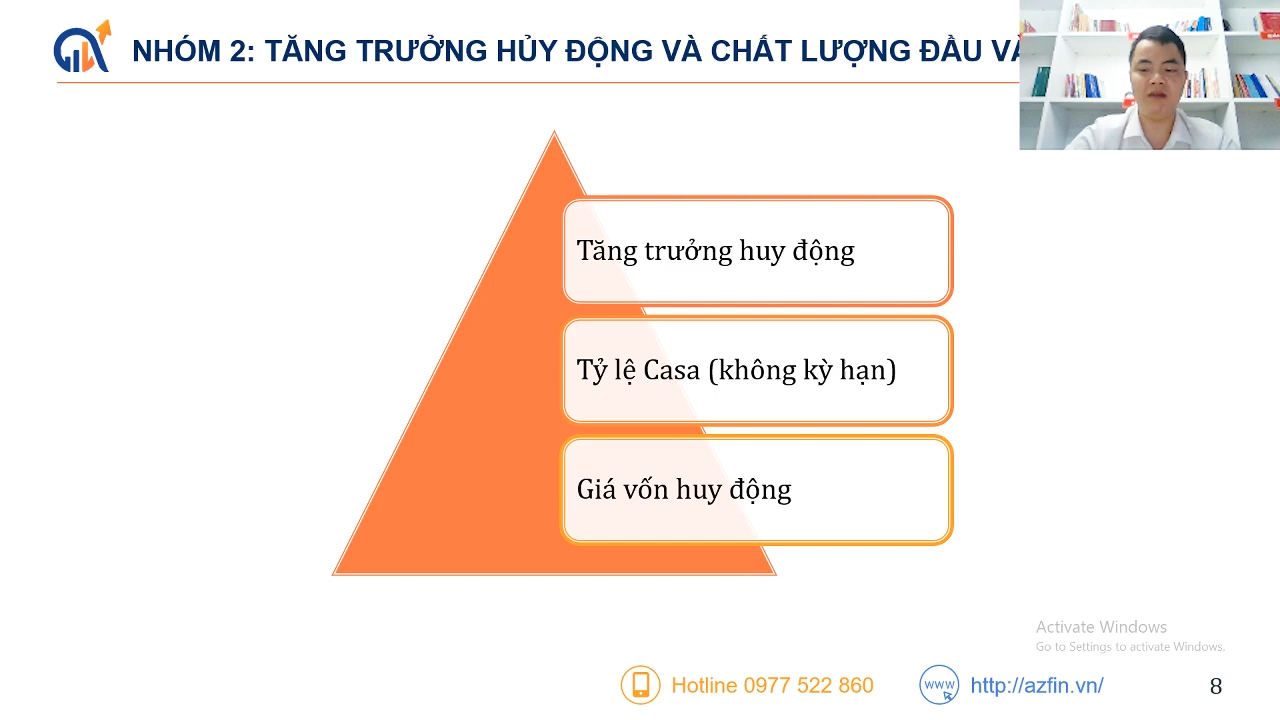 NHÓM 2: TĂNG TRƯỞNG HỦY ĐỘNG VÀ CHẤT LƯỢNG ĐẦU VÀ
Tăng trưởng huy động
Tỷ lệ Casa (không kỳ hạn)
Giá vốn huy động
Activate Windows
Go to Settings to activate Windows.
Hotline 0977 522 860
www
http://azfin.vn/
8